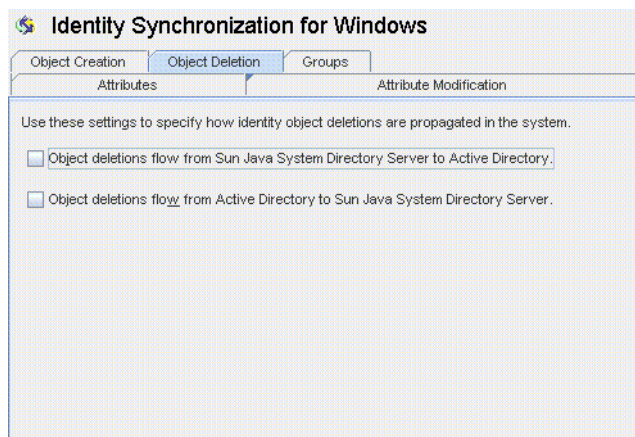 Identity Synchronization for Windows
Object Creation Object Deletion Groups
Attributes Attribute Modification
Use these settings to specify how identity object deletions are propagated in the system.
Object deletions flow from Sun Java System Directory Server to Active Directory.
Object deletions flow from Active Directory to Sun Java System Directory Server.